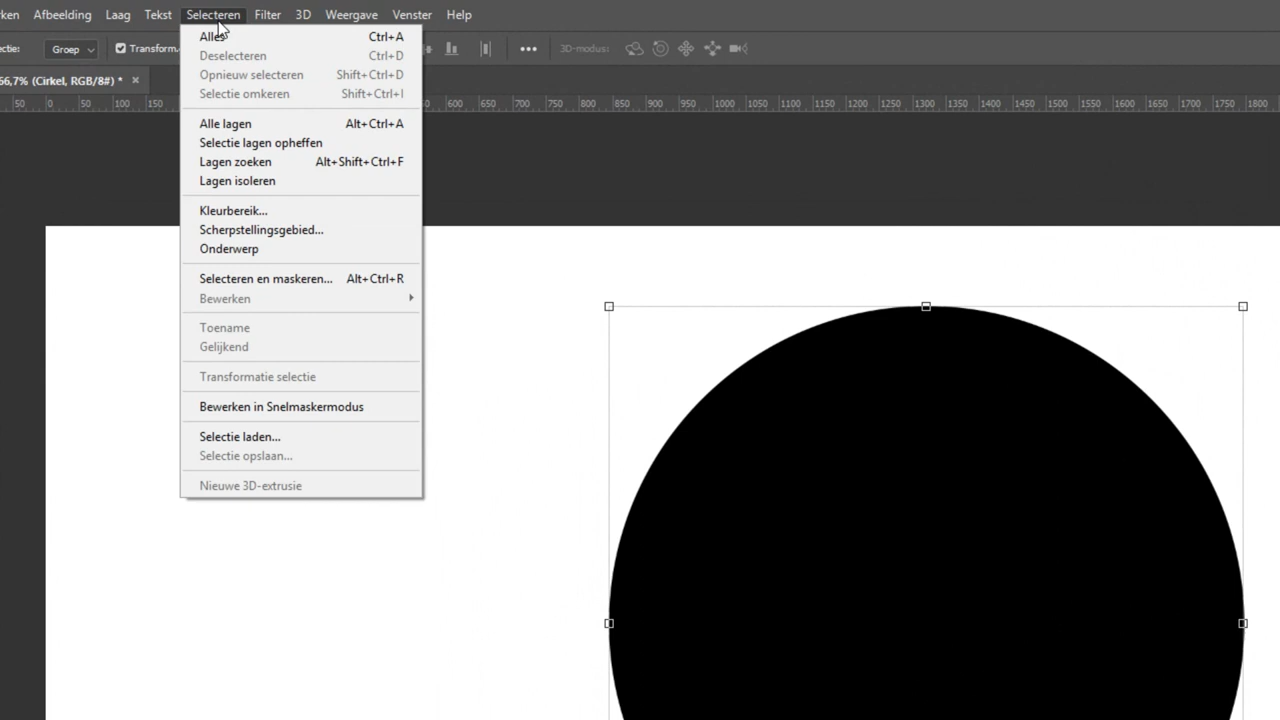 ken Afbeelding Laag Tekst Selecteren Filter 3D Weergave Venster Help
ctie: Groep Transform. 3D-modus:
66,7% (Cirkel, RGB/8#) * ×
50 0 50 100 150 600 650 700 750 800 850 900 950 1000 1050 1100 1150 1200 1250 1300 1350 1400 1450 1500 1550 1600 1650 1700 1750 1800
Alles Ctrl+A
Deselecteren Ctrl+D
Opnieuw selecteren Shift+Ctrl+D
Selectie omkeren Shift+Ctrl+I
Alle lagen Alt+Ctrl+A
Selectie lagen opheffen
Lagen zoeken Alt+Shift+Ctrl+F
Lagen isoleren
Kleurbereik...
Scherpstellingsgebied...
Onderwerp
Selecteren en maskeren... Alt+Ctrl+R
Bewerken
Toename
Gelijkend
Transformatie selectie
Bewerken in Snelmaskermodus
Selectie laden...
Selectie opslaan...
Nieuwe 3D-extrusie